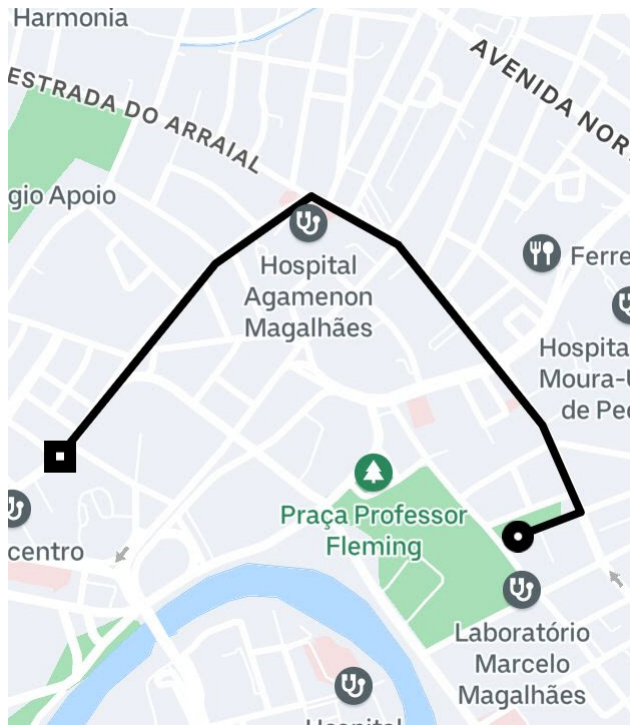 Harmonia
ESTRADA DO ARRAIAL
AVENIDA NOR
gio Apoio
Ferre
Hospital
Agamenon
Magalhães
Hospita
Moura-
de Pe
Praça Professor
Fleming
centro
Laboratório
Marcelo
Magalhães
Hospital